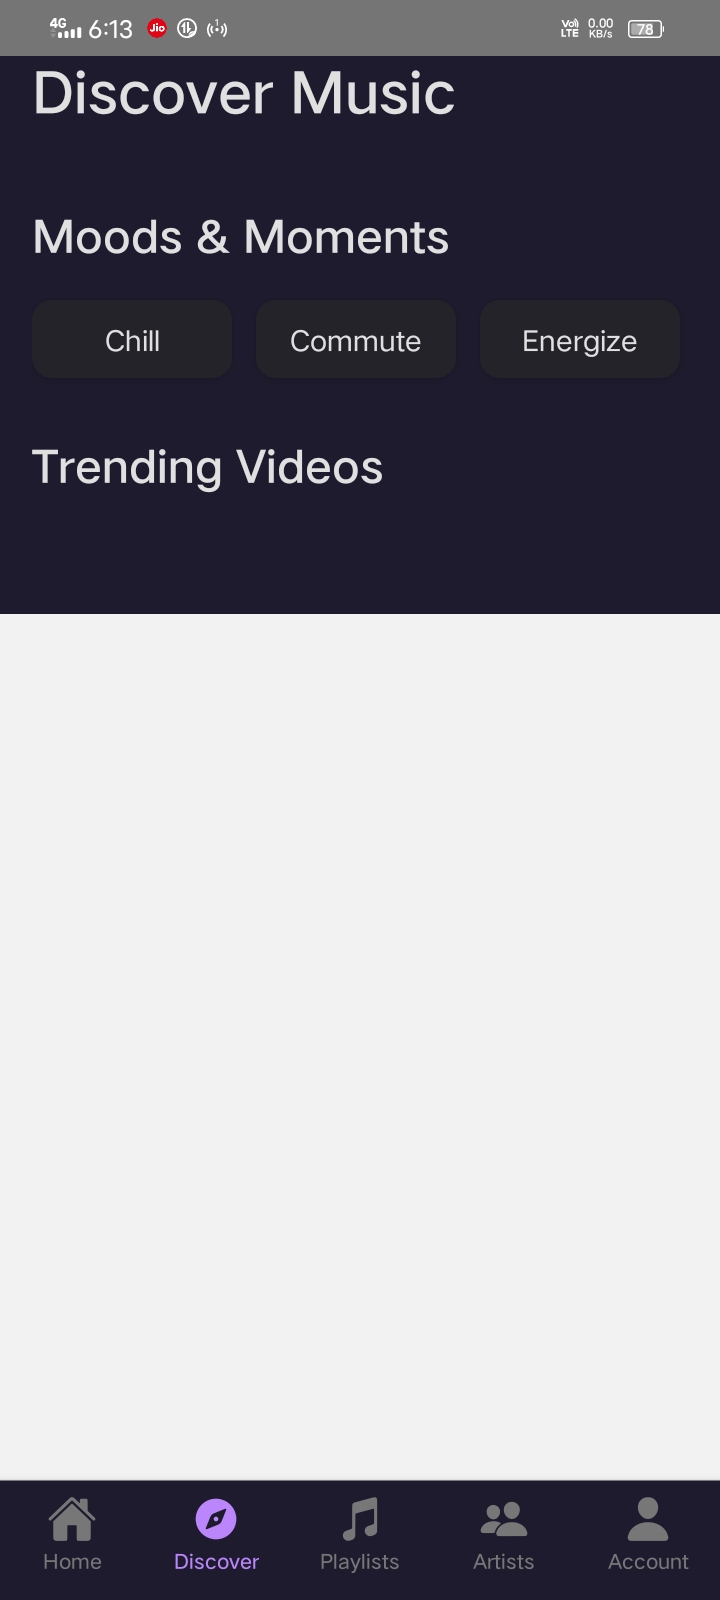 4G 6:13 Jio 1 Vo) LTE 0.00 KB/s 78
Discover Music
Moods & Moments
Chill Commute Energize
Trending Videos
Home Discover Playlists Artists Account